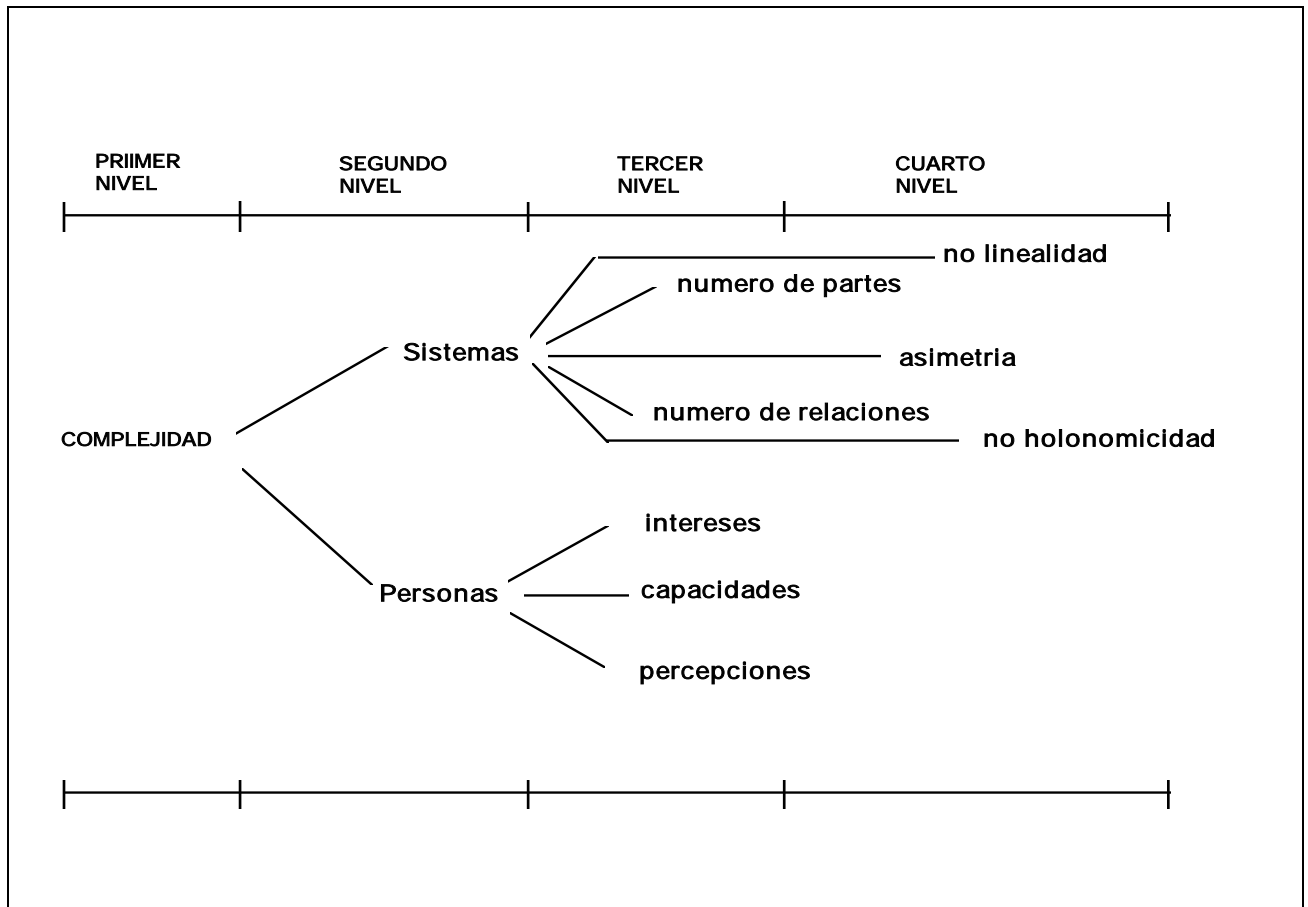 PRIIMER
NIVEL
SEGUNDO
NIVEL
TERCER
NIVEL
CUARTO
NIVEL
no linealidad
numero de partes
Sistemas
asimetria
numero de relaciones
COMPLEJIDAD
no holonomicidad
intereses
Personas
capacidades
percepciones